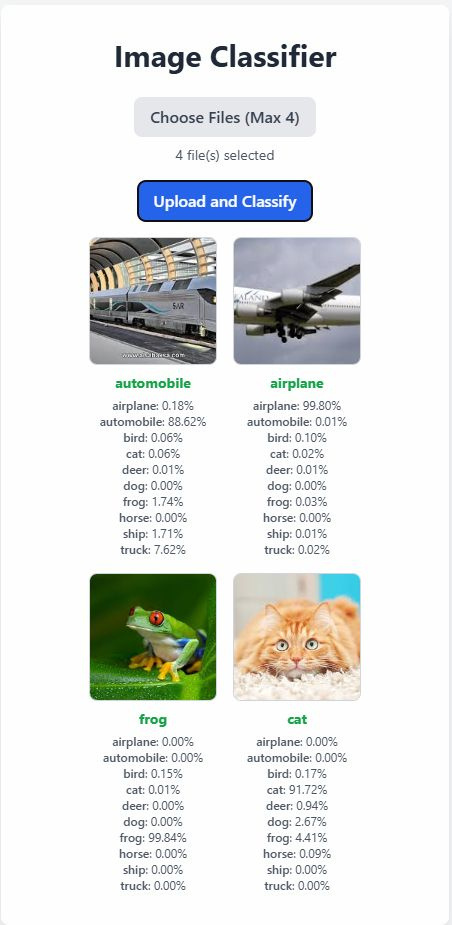 Image Classifier
Choose Files (Max 4)
4 file(s) selected
Upload and Classify
SAR
ALAND
automobile
airplane: 0.18%
automobile: 88.62%
bird: 0.06%
cat: 0.06%
deer: 0.01%
dog: 0.00%
frog: 1.74%
horse: 0.00%
ship: 1.71%
truck: 7.62%
airplane
airplane: 99.80%
automobile: 0.01%
bird: 0.10%
cat: 0.02%
deer: 0.01%
dog: 0.00%
frog: 0.03%
horse: 0.00%
ship: 0.01%
truck: 0.02%
frog
airplane: 0.00%
automobile: 0.00%
bird: 0.15%
cat: 0.01%
deer: 0.00%
dog: 0.00%
frog: 99.84%
horse: 0.00%
ship: 0.00%
truck: 0.00%
cat
airplane: 0.00%
automobile: 0.00%
bird: 0.17%
cat: 91.72%
deer: 0.94%
dog: 2.67%
frog: 4.41%
horse: 0.09%
ship: 0.00%
truck: 0.00%